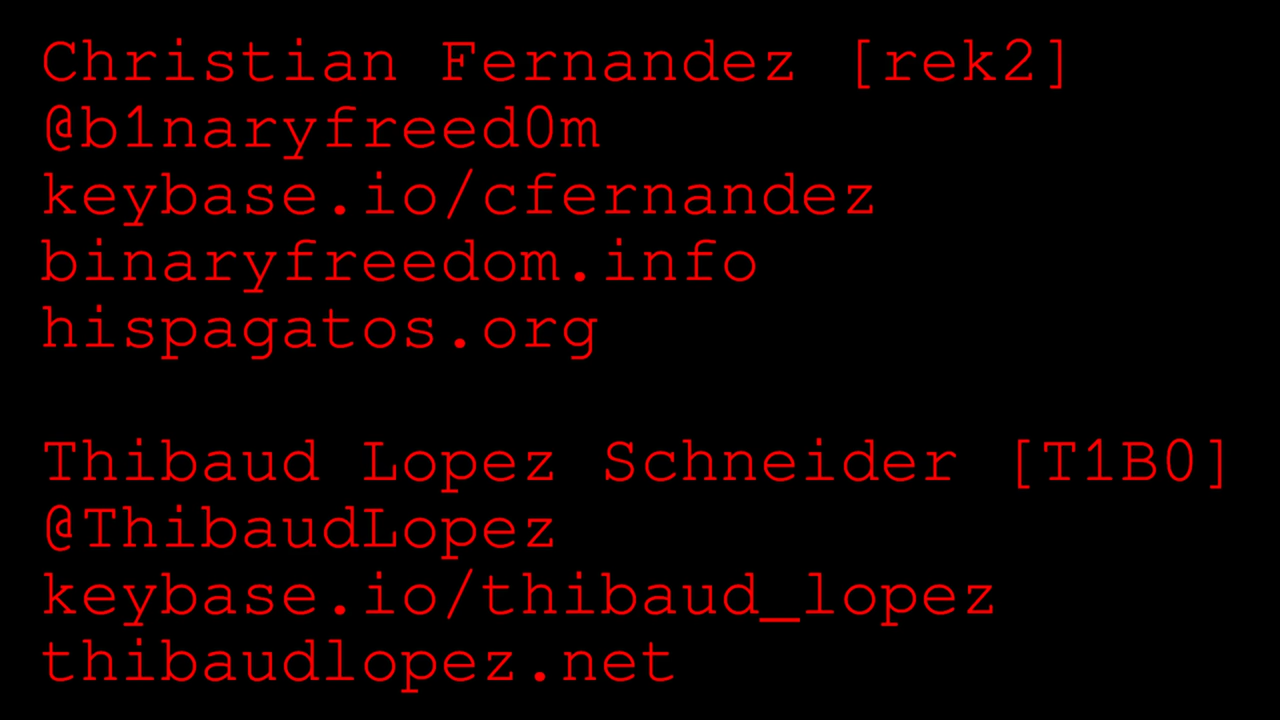 Christian Fernandez [rek2]
@b1naryfreed0m
keybase.io/cfernandez
binaryfreedom.info
hispagatos.org
Thibaud Lopez Schneider [T1B0]
@ThibaudLopez
keybase.io/thibaud_lopez
thibaudlopez.net